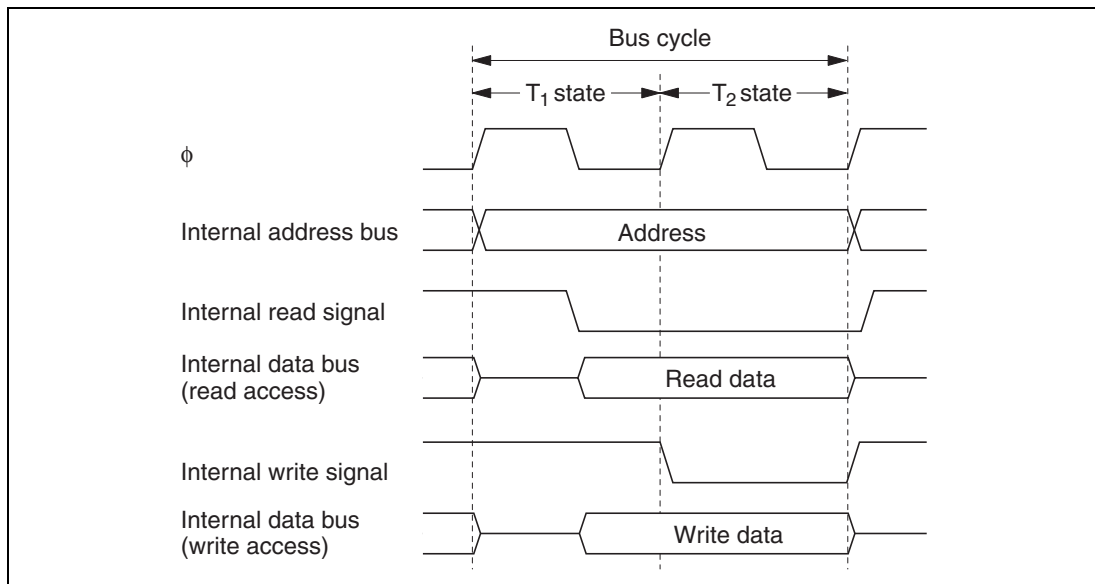 Bus cycle
T1 state
T2 state
ϕ
Internal address bus
Address
Internal read signal
Internal data bus
(read access)
Read data
Internal write signal
Internal data bus
(write access)
Write data